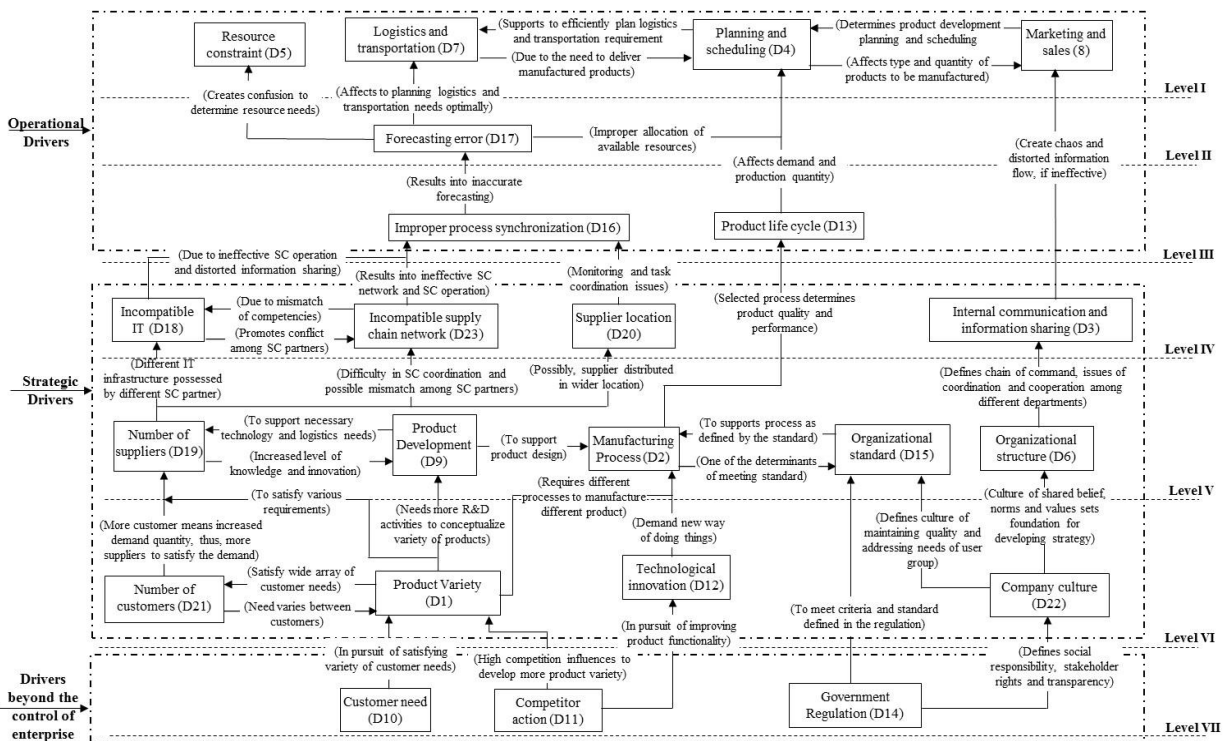 Resource
constraint (D5)
Logistics and
transportation (D7)
(Supports to efficiently plan logistics
and transportation requirement
(Due to the need to deliver
manufactured products)
Planning and
scheduling (D4)
(Determines product development
planning and scheduling
(Affects type and quantity of
products to be manufactured)
Marketing and
sales (8)
Level I
(Creates confusion to
determine resource needs)
(Affects to planning logistics and
transportation needs optimally)
Operational
Drivers
Forecasting error (D17)
(Improper allocation of
available resources)
Level II
(Results into inaccurate
forecasting)
(Affects demand and
production quantity)
(Create chaos and
distorted information
flow, if ineffective)
Improper process synchronization (D16)
Product life cycle (D13)
Level III
(Due to ineffective SC operation
and distorted information sharing)
(Results into ineffective SC
network and SC operation)
(Monitoring and task
coordination issues)
(Selected process determines
product quality and
performance)
Incompatible
IT (D18)
(Due to mismatch
of competencies)
(Promotes conflict
among SC partners)
Incompatible supply
chain network (D23)
Supplier location
(D20)
Internal communication and
information sharing (D3)
Level IV
Strategic
Drivers
(Different IT
infrastructure possessed
by different SC partner)
(Difficulty in SC coordination and
possible mismatch among SC partners)
(Possibly, supplier distributed
in wider location)
(Defines chain of command, issues of
coordination and cooperation among
different departments)
Number of
suppliers (D19)
(To support necessary
technology and logistics needs)
(Increased level of
knowledge and innovation)
Product
Development
(D9)
(To support
product design)
Manufacturing
Process (D2)
(To supports process as
defined by the standard)
(One of the determinants
of meeting standard)
Organizational
standard (D15)
Organizational
structure (D6)
Level V
(To satisfy various
requirements)
(Needs more R&D
activities to conceptualize
variety of products)
(Requires different
processes to manufacture
different product)
(Culture of shared belief,
norms and values sets
foundation for
developing strategy)
(More customer means increased
demand quantity, thus, more
suppliers to satisfy the demand)
(Demand new way
of doing things)
(Defines culture of
maintaining quality and
addressing needs of user
group)
Number of
customers (D21)
(Satisfy wide array of
customer needs)
(Need varies between
customers)
Product Variety
(D1)
Technological
innovation (D12)
Company culture
(D22)
(To meet criteria and standard
defined in the regulation)
Level VI
(In pursuit of satisfying
variety of customer needs)
(High competition influences to
develop more product variety)
(In pursuit of improving
product functionality)
(Defines social
responsibility, stakeholder
rights and transparency)
Drivers
beyond the
control of
enterprise
Customer need
(D10)
Competitor
action (D11)
Government
Regulation (D14)
Level VII